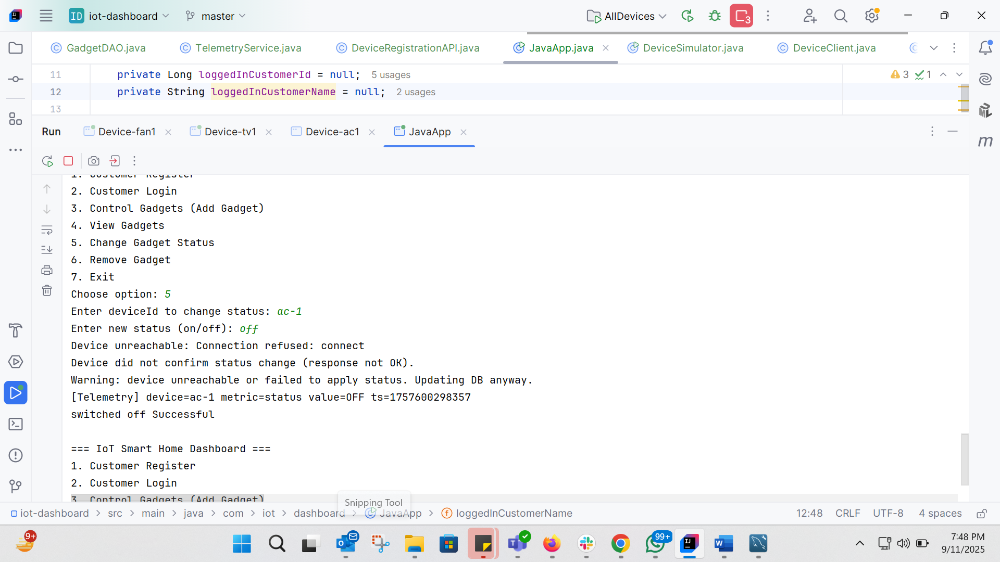 ID iot-dashboard master AllDevices 3
GadgetDAO.java TelemetryService.java DeviceRegistrationAPI.java JavaApp.java DeviceSimulator.java DeviceClient.java
11 private Long loggedInCustomerId = null; 5 usages 3 1
12 private String loggedInCustomerName = null; 2 usages
13
Run Device-fan1 Device-tv1 Device-ac1 JavaApp
1. Customer Register
2. Customer Login
3. Control Gadgets (Add Gadget)
4. View Gadgets
5. Change Gadget Status
6. Remove Gadget
7. Exit
Choose option: 5
Enter deviceId to change status: ac-1
Enter new status (on/off): off
Device unreachable: Connection refused: connect
Device did not confirm status change (response not OK).
Warning: device unreachable or failed to apply status. Updating DB anyway.
[Telemetry] device=ac-1 metric=status value=OFF ts=1757600298357
switched off Successful
=== IoT Smart Home Dashboard ===
1. Customer Register
2. Customer Login
3. Control Gadgets (Add Gadget)
Snipping Tool
iot-dashboard > src > main > java > com > iot > dashboard > JavaApp > loggedInCustomerName 12:48 CRLF UTF-8 4 spaces
9+ 99+ 7:48 PM
9/11/2025